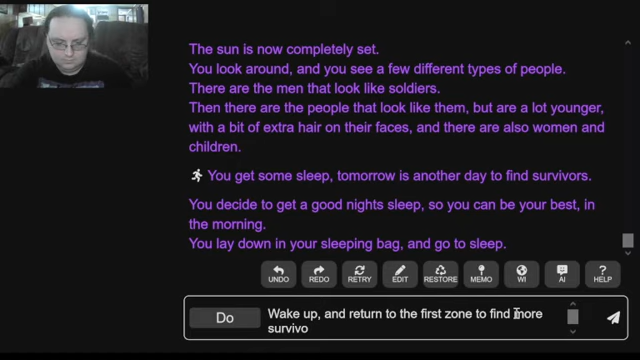 The sun is now completely set.
You look around, and you see a few different types of people.
There are the men that look like soldiers.
Then there are the people that look like them, but are a lot younger,
with a bit of extra hair on their faces, and there are also women and
children.
You get some sleep, tomorrow is another day to find survivors.
You decide to get a good nights sleep, so you can be your best, in
the morning.
You lay down in your sleeping bag, and go to sleep.
UNDO REDO RETRY EDIT RESTORE MEMO WI AI HELP
Do
Wake up, and return to the first zone to find more
survivo